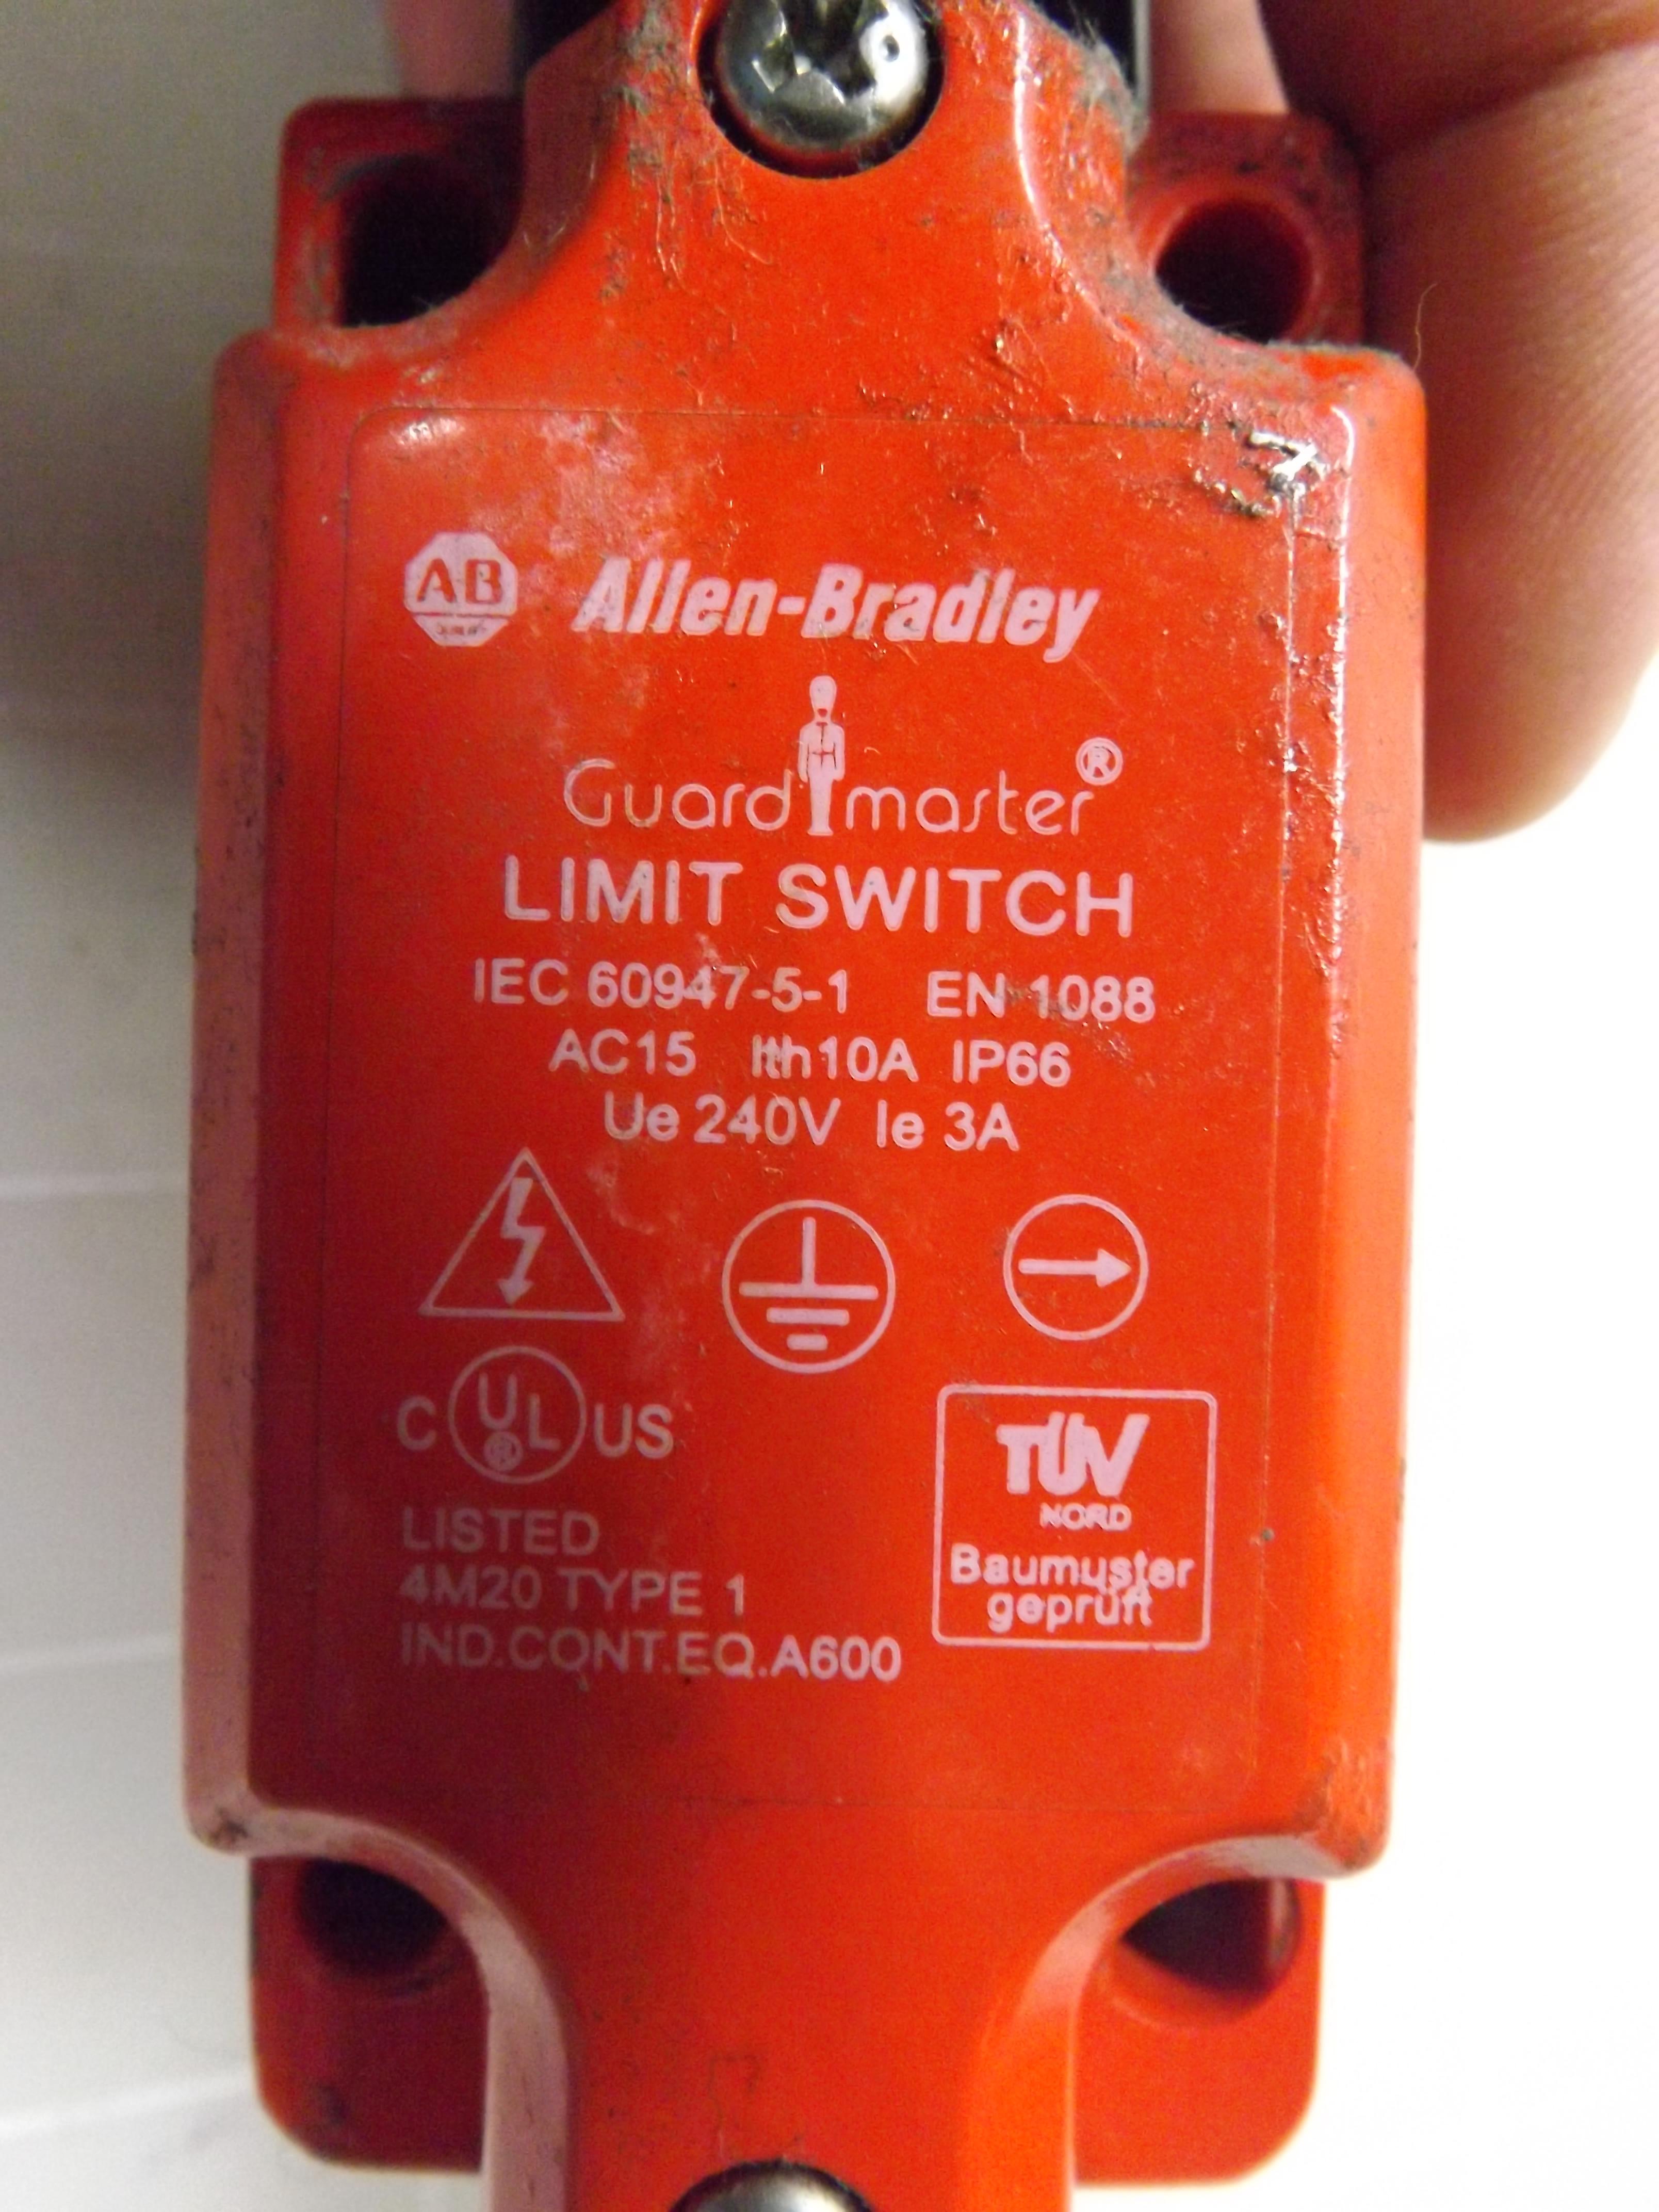 AB
Allen-Bradley
Guardmaster®
LIMIT SWITCH
IEC 60947-5-1 EN 1088
AC15 Ith10A IP66
Ue 240V Ie 3A
C UL® US
LISTED
4M20 TYPE 1
IND.CONT.EQ.A600
TÜV
NORD
Baumuster
geprüft